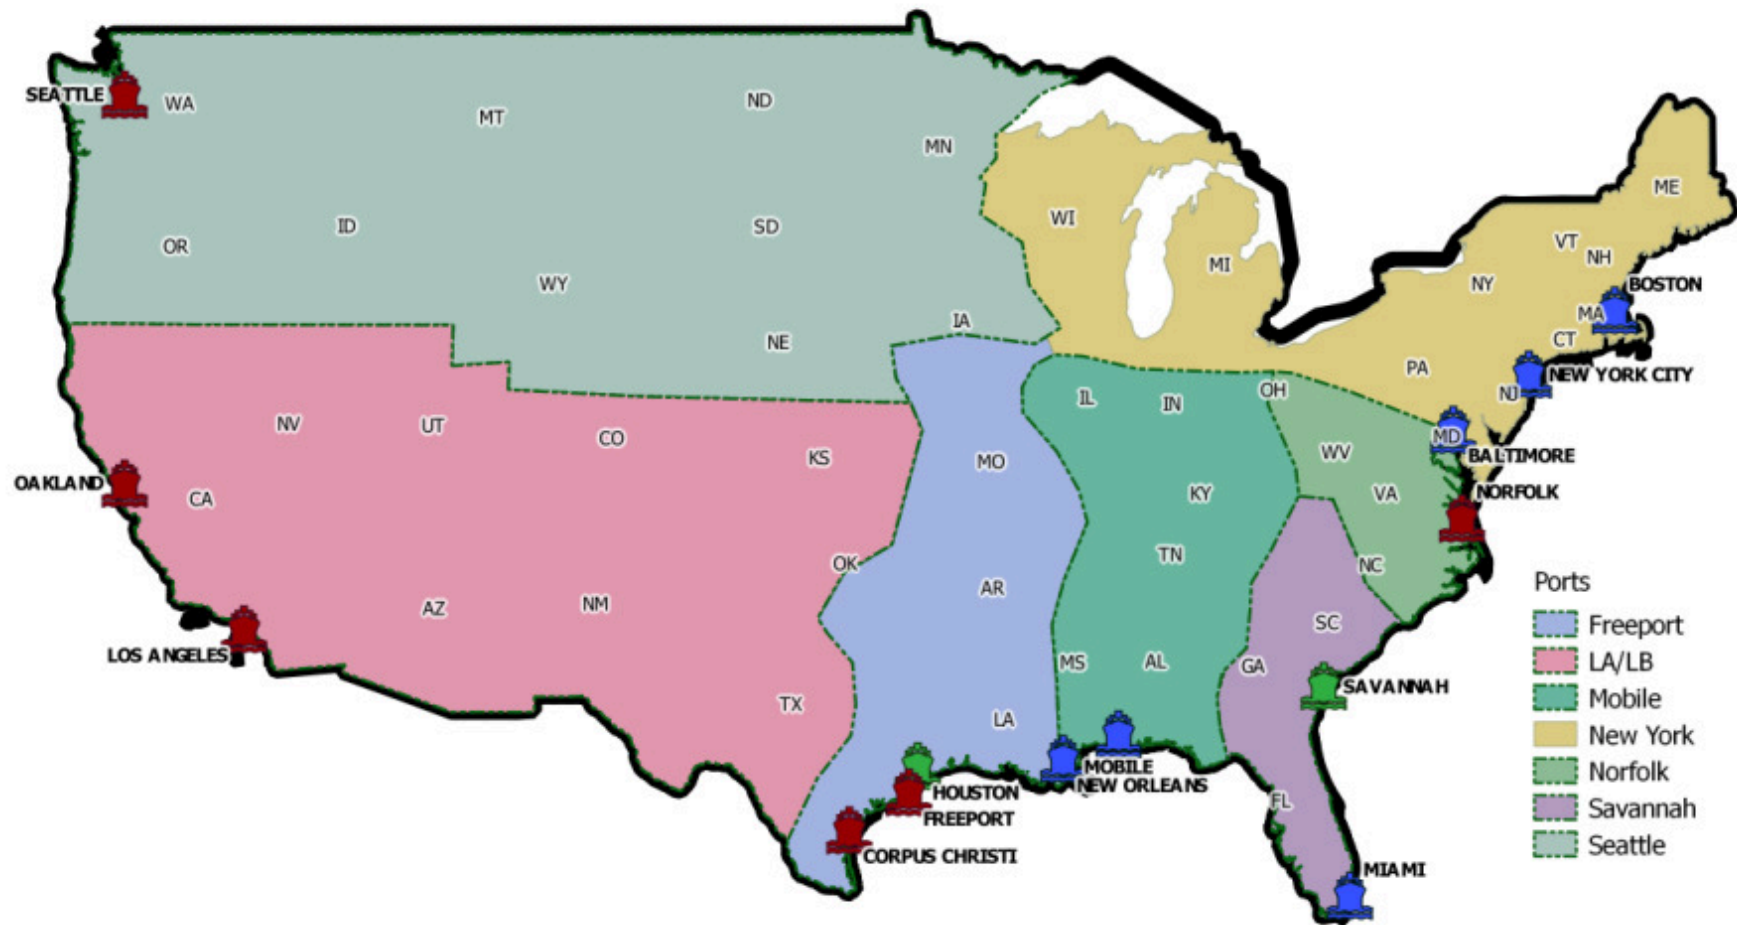 SEATTLE
WA
MT
ND
MN
OR
ID
SD
WY
NE
IA
WI
MI
ME
VT
NH
NY
BOSTON
MA
CT
PA
NJ
NEW YORK CITY
NV
UT
CO
KS
MO
IL
IN
OH
MD
BALTIMORE
WV
VA
NORFOLK
OAKLAND
CA
KY
TN
NC
OK
AR
AZ
NM
SC
LOS ANGELES
MS
AL
GA
SAVANNAH
TX
LA
MOBILE
NEW ORLEANS
HOUSTON
FREEPORT
CORPUS CHRISTI
FL
MIAMI
Ports
Freeport
LA/LB
Mobile
New York
Norfolk
Savannah
Seattle